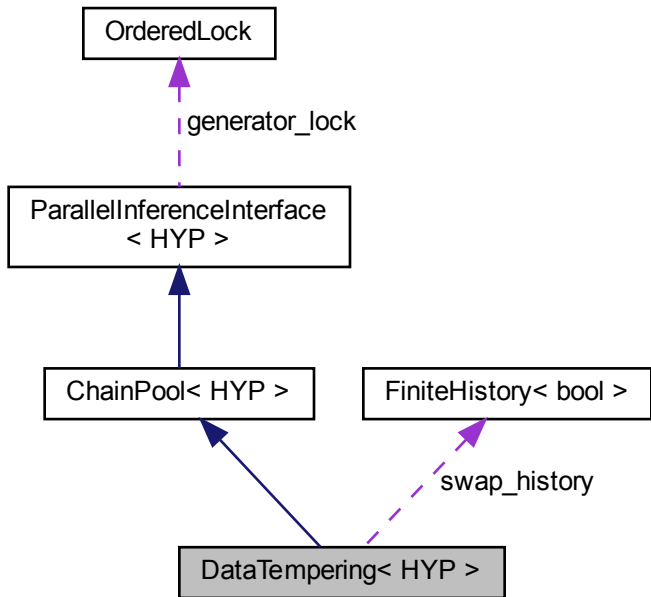 OrderedLock
generator_lock
ParallelInferenceInterface
< HYP >
ChainPool< HYP >
FiniteHistory< bool >
swap_history
DataTempering< HYP >